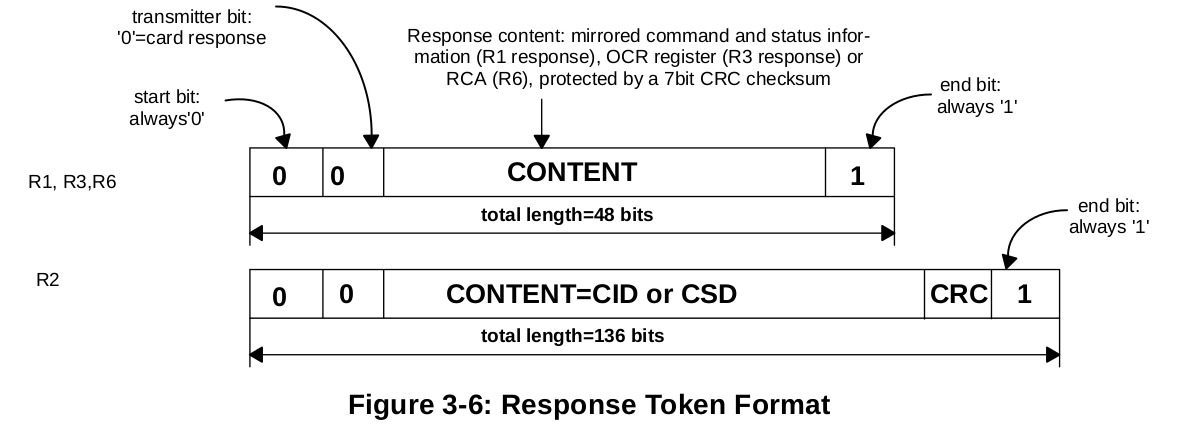 transmitter bit:
'0'=card response
Response content: mirrored command and status infor-
mation (R1 response), OCR register (R3 response) or
RCA (R6), protected by a 7bit CRC checksum
start bit:
always'0'
end bit:
always '1'
R1, R3,R6
0 0 CONTENT 1
total length=48 bits
end bit:
always '1'
R2
0 0 CONTENT=CID or CSD CRC 1
total length=136 bits
Figure 3-6: Response Token Format